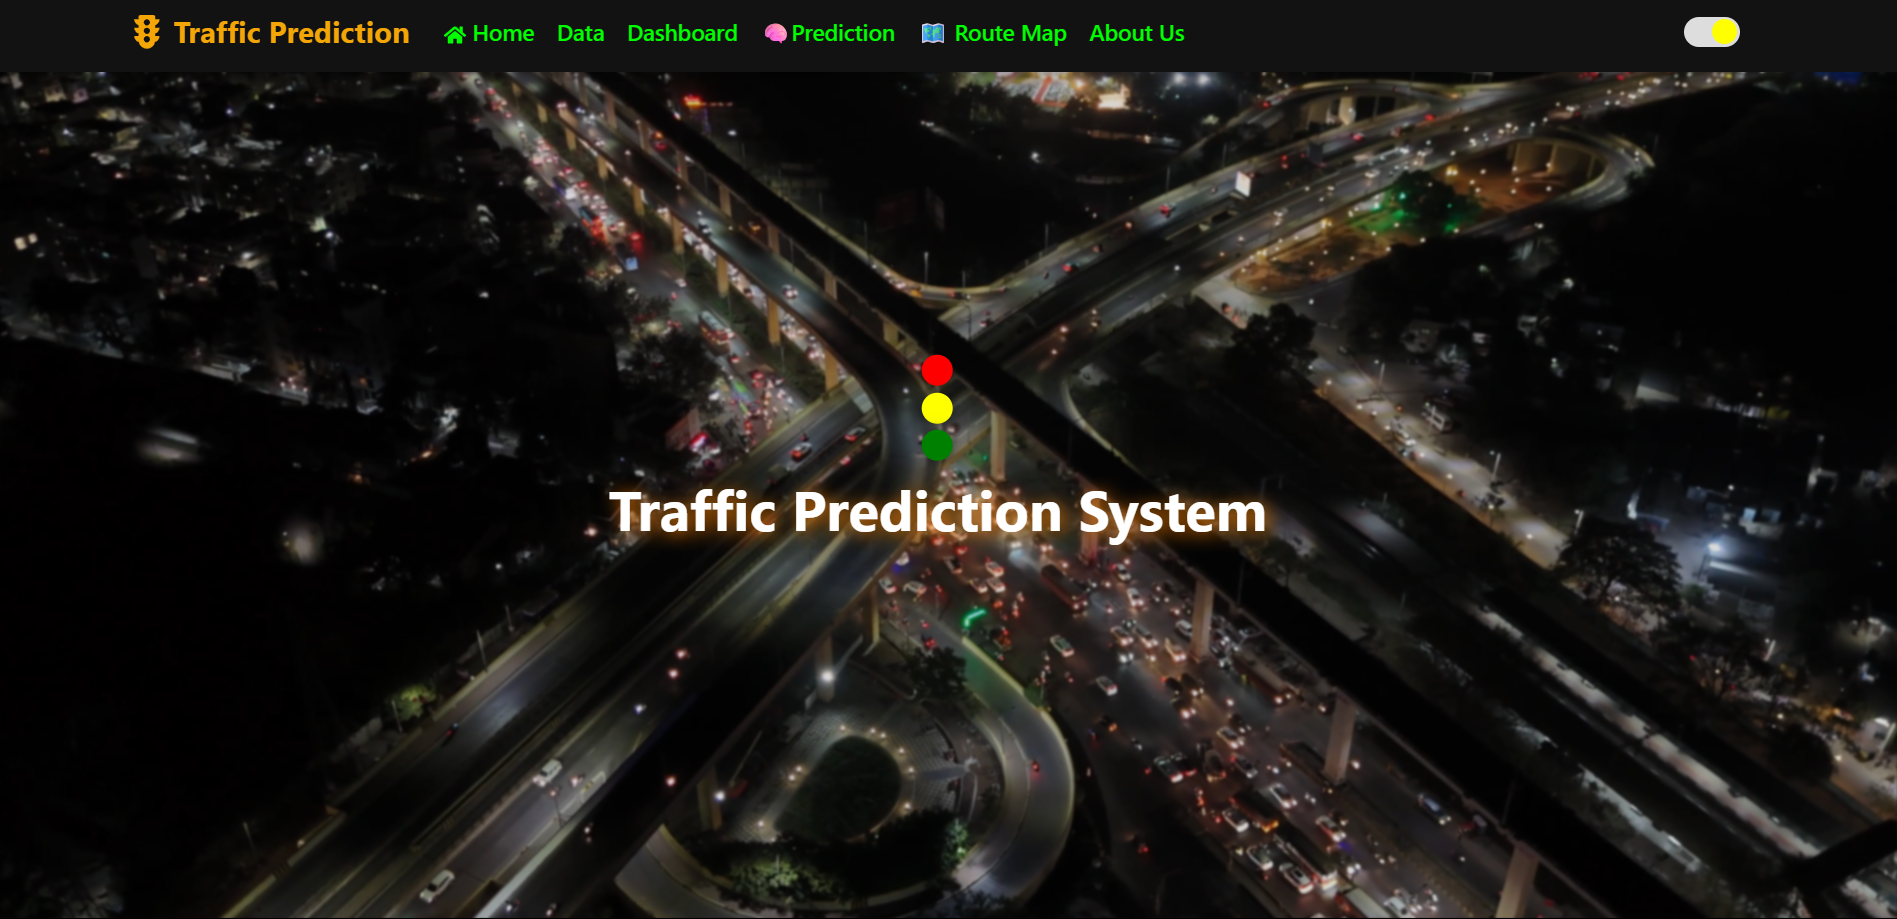 Traffic Prediction Home Data Dashboard Prediction Route Map About Us
Traffic Prediction System